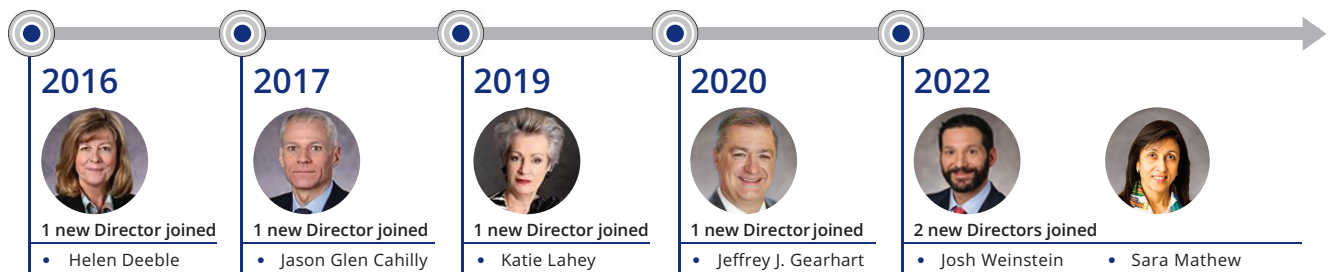 2016
1 new Director joined
• Helen Deeble
2017
1 new Director joined
• Jason Glen Cahilly
2019
1 new Director joined
• Katie Lahey
2020
1 new Director joined
• Jeffrey J. Gearhart
2022
2 new Directors joined
• Josh Weinstein
• Sara Mathew